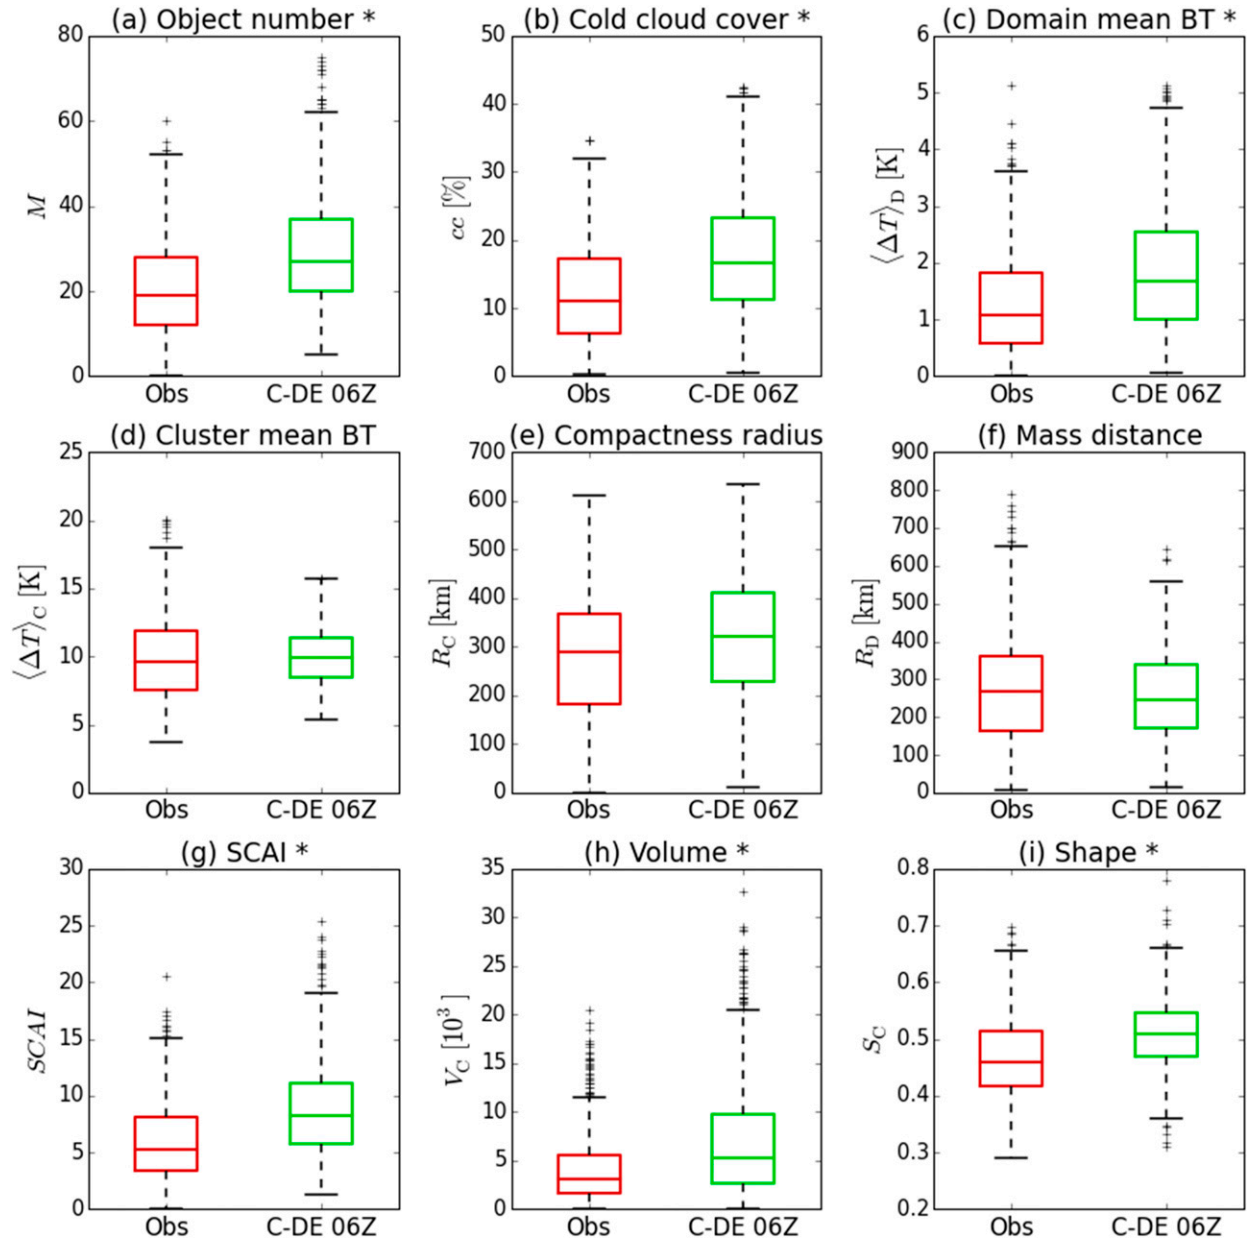 (a) Object number *
(b) Cold cloud cover *
(c) Domain mean BT *
80
60
40
20
0
M
Obs
C-DE 06Z
50
40
30
20
10
0
cc [%]
Obs
C-DE 06Z
6
5
4
3
2
1
0
⟨ΔT⟩D [K]
Obs
C-DE 06Z
(d) Cluster mean BT
(e) Compactness radius
(f) Mass distance
25
20
15
10
5
0
⟨ΔT⟩C [K]
Obs
C-DE 06Z
700
600
500
400
300
200
100
0
RC [km]
Obs
C-DE 06Z
900
800
700
600
500
400
300
200
100
0
RD [km]
Obs
C-DE 06Z
(g) SCAI *
(h) Volume *
(i) Shape *
30
25
20
15
10
5
0
SCAI
Obs
C-DE 06Z
35
30
25
20
15
10
5
0
VC [10³ ]
Obs
C-DE 06Z
0.8
0.7
0.6
0.5
0.4
0.3
0.2
SC
Obs
C-DE 06Z